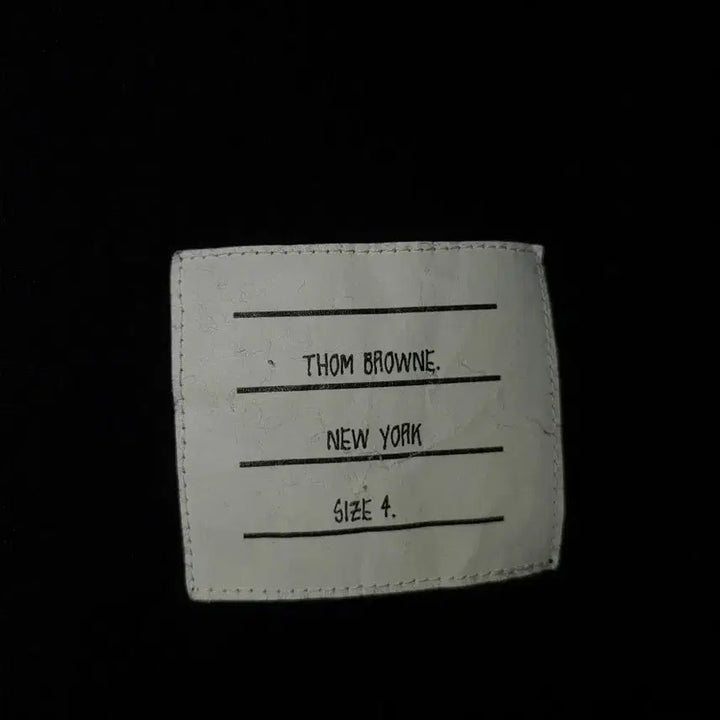 THOM BROWNE.
NEW YORK
SIZE 4.